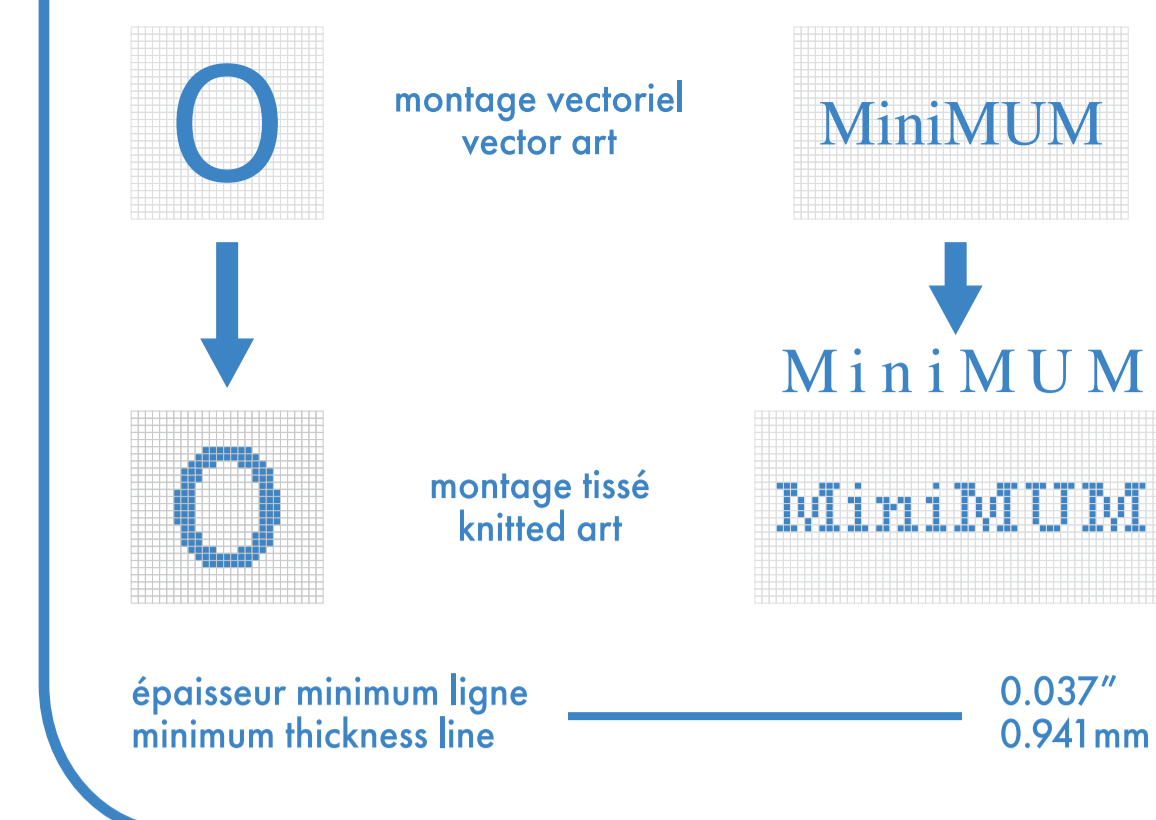 O
montage vectoriel
vector art
MiniMUM
MiniMUM
O
montage tissé
knitted art
MiniMUM
épaisseur minimum ligne
minimum thickness line
0.037"
0.941mm